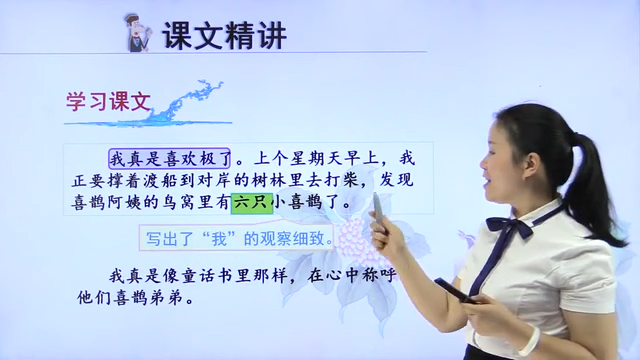 课文精讲
学习课文
我真是喜欢极了。上个星期天早上，我
正要撑着渡船到对岸的树林里去打柴，发现
喜鹊阿姨的鸟窝里有六只小喜鹊了。
写出了“我”的观察细致。
我真是像童话书里那样，在心中称呼
他们喜鹊弟弟。